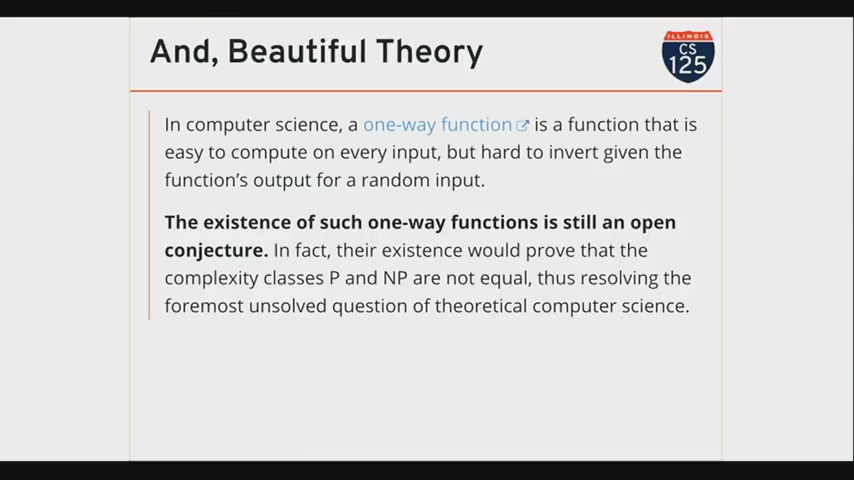 And, Beautiful Theory
ILLINOIS
CS
125
In computer science, a one-way function is a function that is
easy to compute on every input, but hard to invert given the
function's output for a random input.
The existence of such one-way functions is still an open
conjecture. In fact, their existence would prove that the
complexity classes P and NP are not equal, thus resolving the
foremost unsolved question of theoretical computer science.